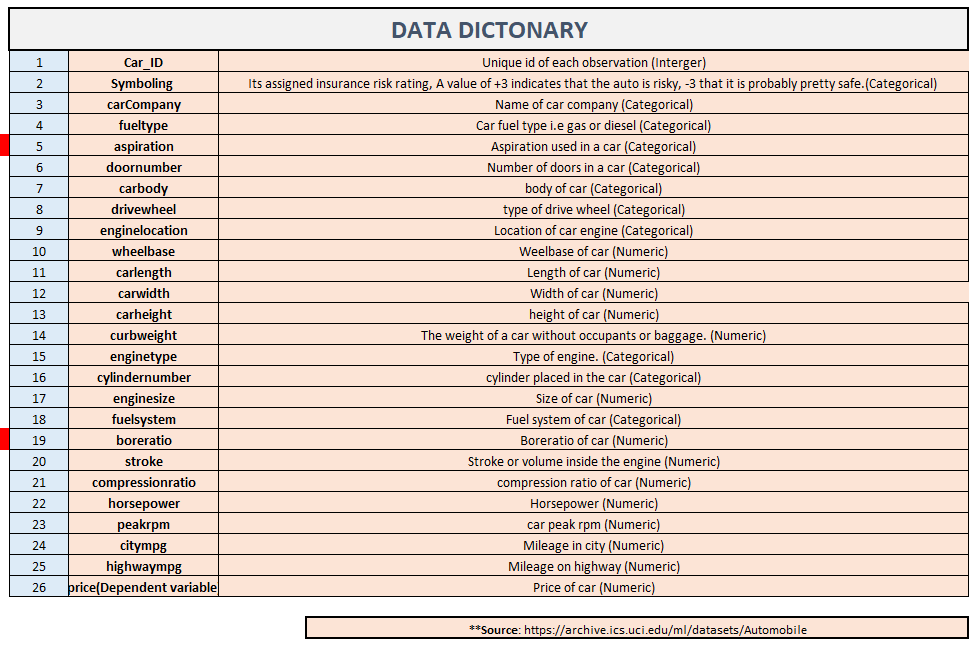 DATA DICTONARY
1 Car_ID Unique id of each observation (Interger)
2 Symboling Its assigned insurance risk rating, A value of +3 indicates that the auto is risky, -3 that it is probably pretty safe.(Categorical)
3 carCompany Name of car company (Categorical)
4 fueltype Car fuel type i.e gas or diesel (Categorical)
5 aspiration Aspiration used in a car (Categorical)
6 doornumber Number of doors in a car (Categorical)
7 carbody body of car (Categorical)
8 drivewheel type of drive wheel (Categorical)
9 enginelocation Location of car engine (Categorical)
10 wheelbase Weelbase of car (Numeric)
11 carlength Length of car (Numeric)
12 carwidth Width of car (Numeric)
13 carheight height of car (Numeric)
14 curbweight The weight of a car without occupants or baggage. (Numeric)
15 enginetype Type of engine. (Categorical)
16 cylindernumber cylinder placed in the car (Categorical)
17 enginesize Size of car (Numeric)
18 fuelsystem Fuel system of car (Categorical)
19 boreratio Boreratio of car (Numeric)
20 stroke Stroke or volume inside the engine (Numeric)
21 compressionratio compression ratio of car (Numeric)
22 horsepower Horsepower (Numeric)
23 peakrpm car peak rpm (Numeric)
24 citympg Mileage in city (Numeric)
25 highwaympg Mileage on highway (Numeric)
26 price(Dependent variable Price of car (Numeric)
**Source: https://archive.ics.uci.edu/ml/datasets/Automobile